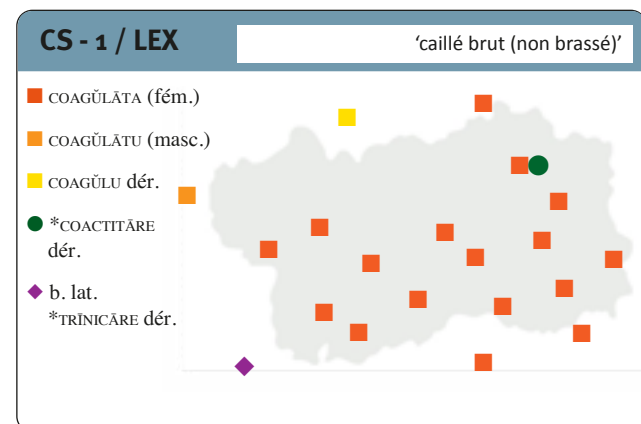 CS - 1 / LEX
‘caillé brut (non brassé)’
COAGŬLĀTA (fém.)
COAGŬLĀTU (masc.)
COAGŬLU dér.
*COACTITĀRE
dér.
b. lat.
*TRĪNICĀRE dér.